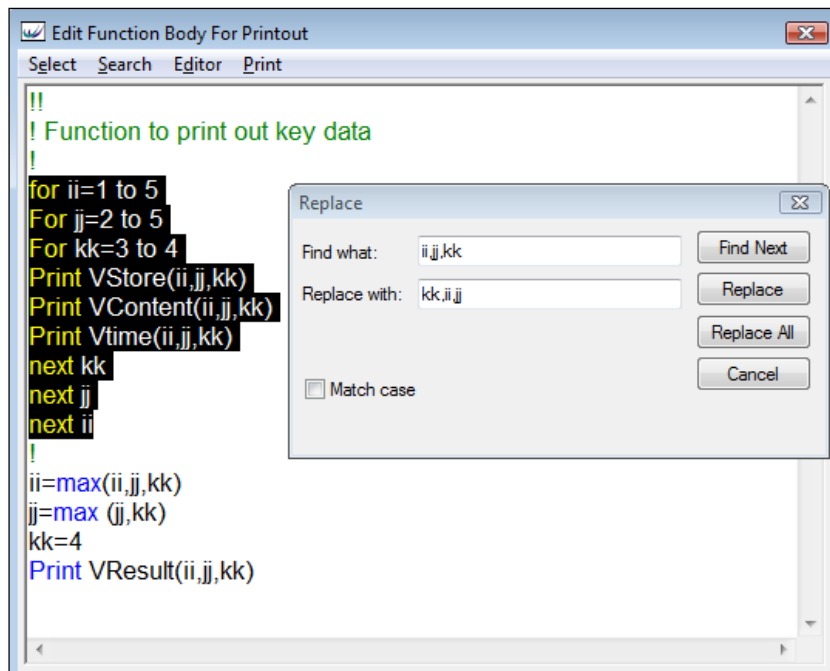 Edit Function Body For Printout
Select Search Editor Print
!!
! Function to print out key data
!
for ii=1 to 5
For jj=2 to 5
For kk=3 to 4
Print VStore(ii,jj,kk)
Print VContent(ii,jj,kk)
Print Vtime(ii,jj,kk)
next kk
next jj
next ii
!
ii=max(ii,jj,kk)
jj=max (jj,kk)
kk=4
Print VResult(ii,jj,kk)
Replace
Find what: ii,jj,kk Find Next
Replace with: kk,ii,jj Replace
Replace All
Cancel
Match case